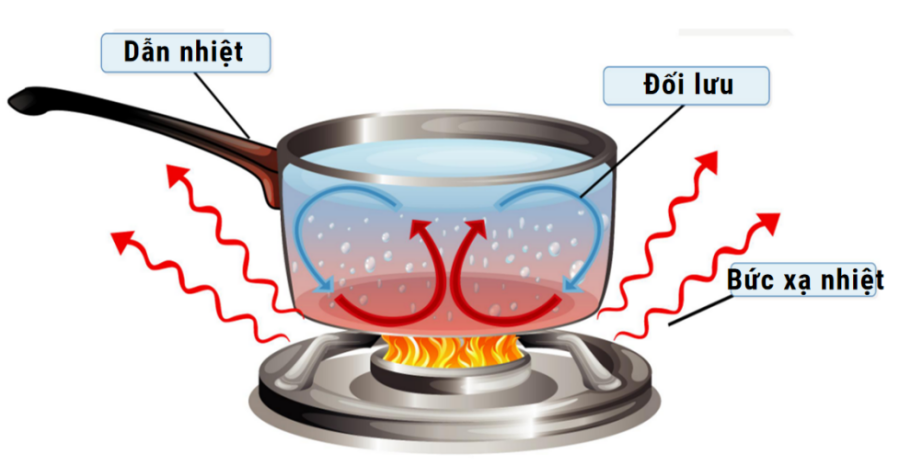 Dẫn nhiệt
Đối lưu
Bức xạ nhiệt